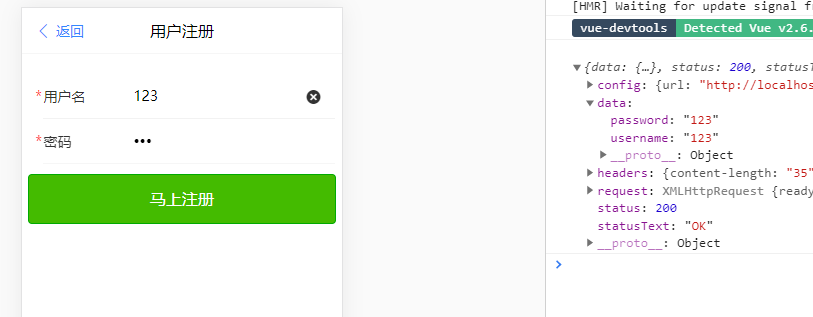 返回
用户注册
*用户名
123
*密码
•••
马上注册
[HMR] Waiting for update signal fr
vue-devtools Detected Vue v2.6.
{data: {…}, status: 200, statusT
config: {url: "http://localhos
data:
password: "123"
username: "123"
__proto__: Object
headers: {content-length: "35"
request: XMLHttpRequest {ready
status: 200
statusText: "OK"
__proto__: Object